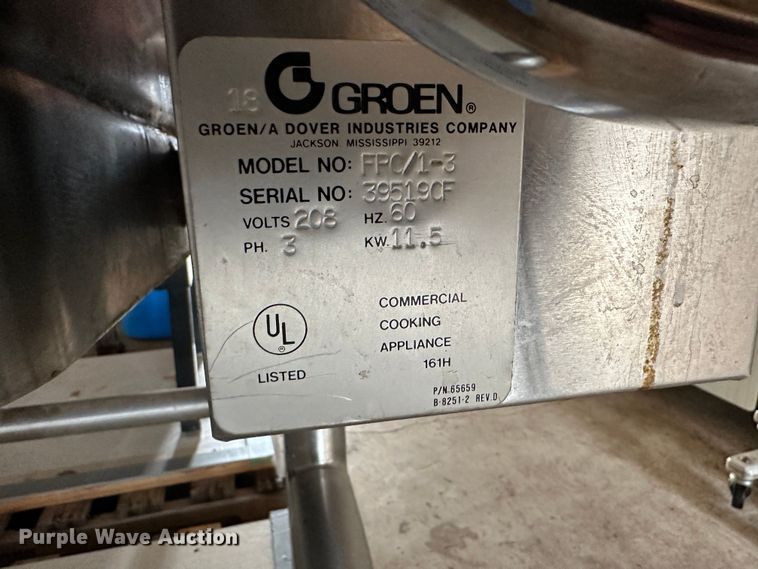 18 GROEN®
GROEN/A DOVER INDUSTRIES COMPANY
JACKSON MISSISSIPPI 39212
MODEL NO: FPC/1-3
SERIAL NO: 39519CF
VOLTS 208 HZ. 60
PH. 3 KW. 11.5
UL ®
LISTED
COMMERCIAL
COOKING
APPLIANCE
161H
P/N.65659
B-8251-2 REV.D
Purple Wave Auction